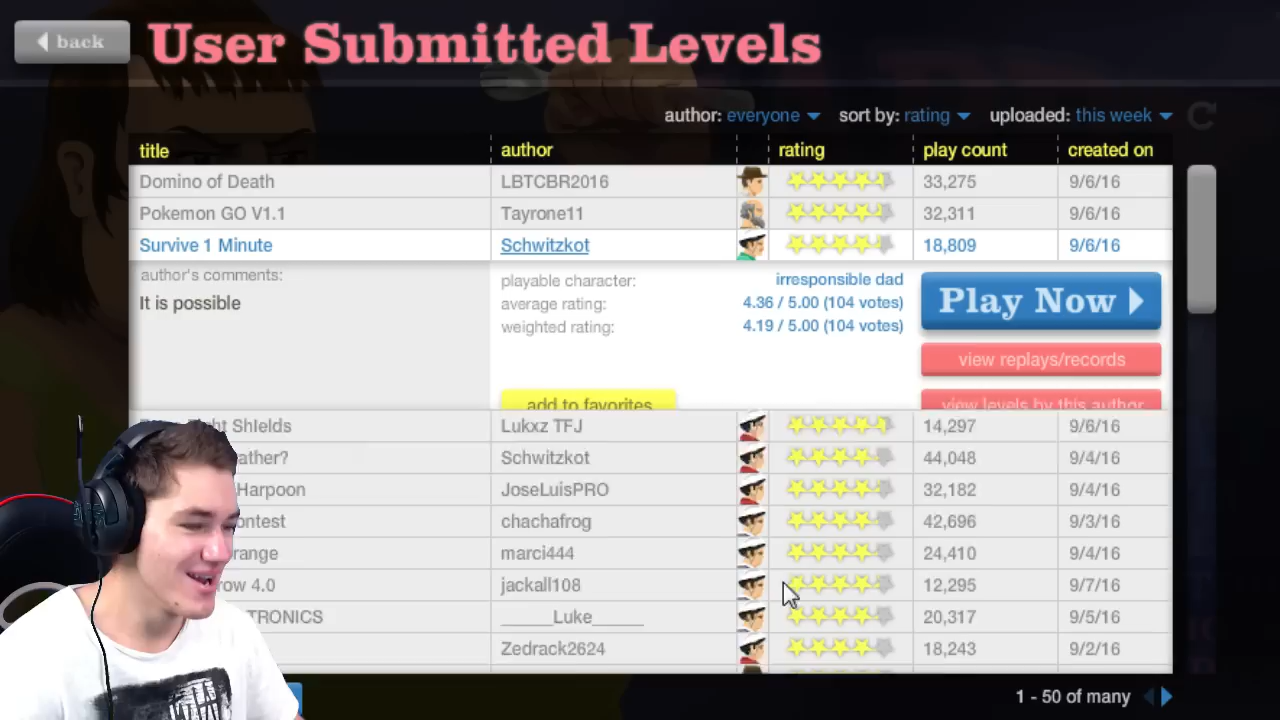 back
User Submitted Levels
author: everyone sort by: rating uploaded: this week
title author rating play count created on
Domino of Death LBTCBR2016 33,275 9/6/16
Pokemon GO V1.1 Tayrone11 32,311 9/6/16
Survive 1 Minute Schwitzkot 18,809 9/6/16
author's comments:
It is possible
playable character: irresponsible dad
average rating: 4.36 / 5.00 (104 votes)
weighted rating: 4.19 / 5.00 (104 votes)
Play Now
view replays/records
add to favorites
view levels by this author
Shields Lukxz TFJ 14,297 9/6/16
Schwitzkot 44,048 9/4/16
Harpoon JoseLuisPRO 32,182 9/4/16
chachafrog 42,696 9/3/16
marci444 24,410 9/4/16
4.0 jackall108 12,295 9/7/16
______Luke______ 20,317 9/5/16
Zedrack2624 18,243 9/2/16
1 - 50 of many